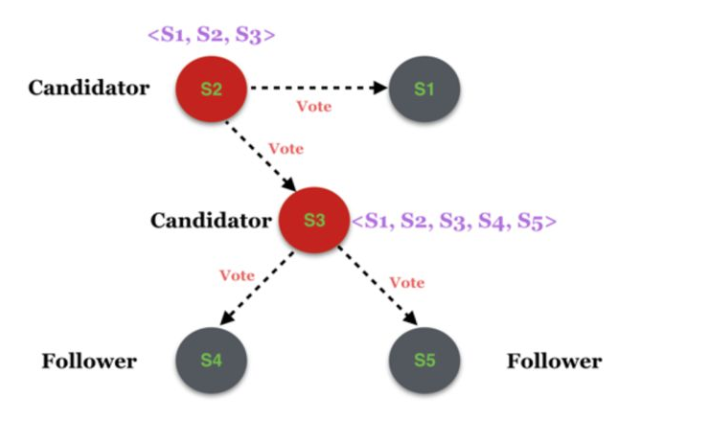 <S1, S2, S3>
Candidator S2 S1
Vote
Vote
Candidator S3 <S1, S2, S3, S4, S5>
Vote Vote
Follower S4 S5 Follower